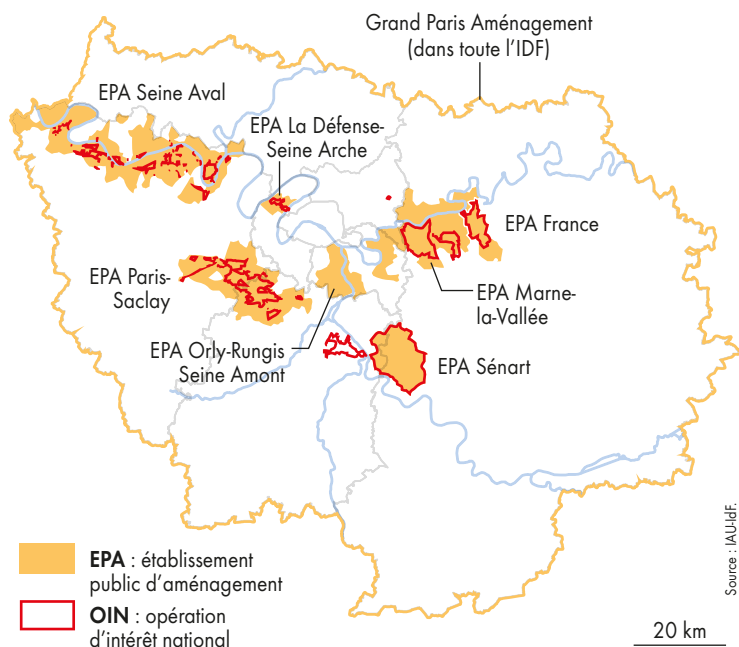 Grand Paris Aménagement
(dans toute l'IDF)
EPA Seine Aval
EPA La Défense-
Seine Arche
EPA France
EPA Paris-
Saclay
EPA Marne-
la-Vallée
EPA Orly-Rungis
Seine Amont
EPA Sénart
EPA : établissement
public d'aménagement
OIN : opération
d'intérêt national
20 km
Source : IAU-IdF.